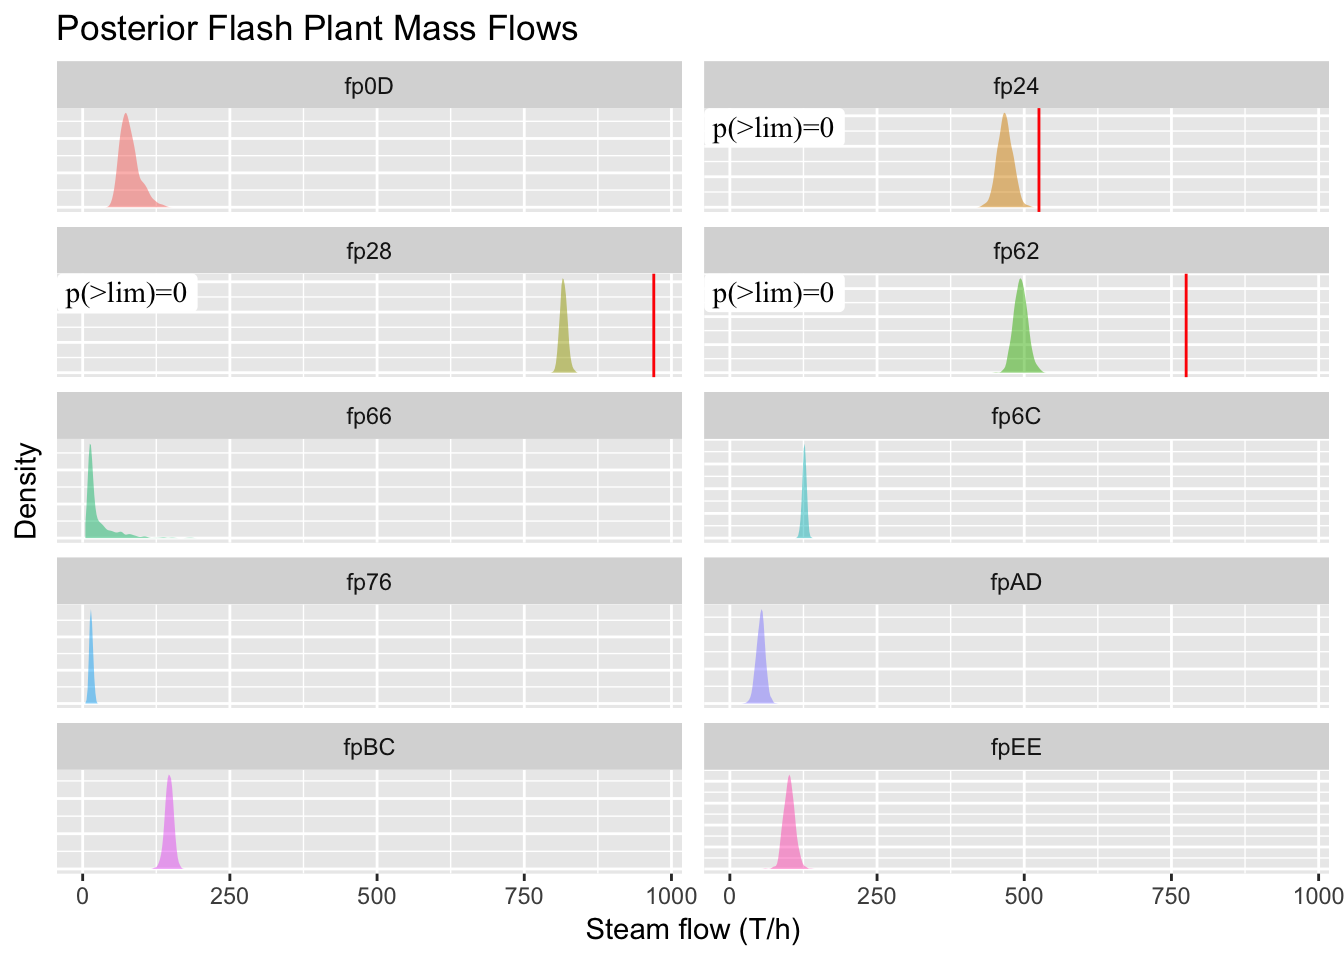 Posterior Flash Plant Mass Flows
fp0D
fp24
p(>lim)=0
fp28
fp62
p(>lim)=0
p(>lim)=0
fp66
fp6C
Density
fp76
fpAD
fpBC
fpEE
0 250 500 750 1000 0 250 500 750 1000
Steam flow (T/h)